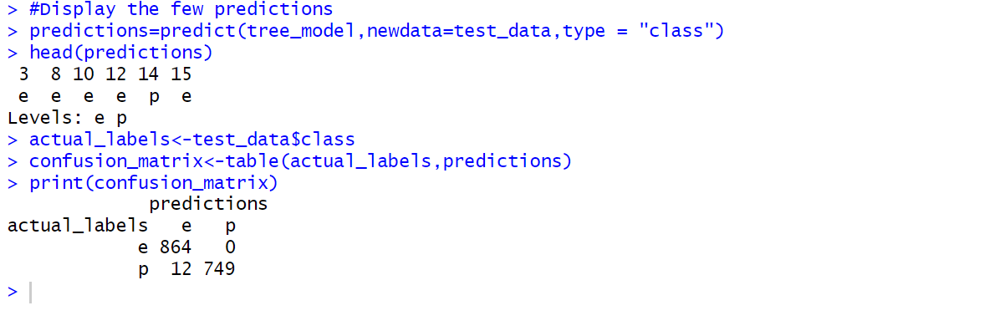 > #Display the few predictions
> predictions=predict(tree_model,newdata=test_data,type = "class")
> head(predictions)
 3  8 10 12 14 15
 e  e  e  e  p  e
Levels: e p
> actual_labels<-test_data$class
> confusion_matrix<-table(actual_labels,predictions)
> print(confusion_matrix)
             predictions
actual_labels   e   p
            e 864   0
            p  12 749
>